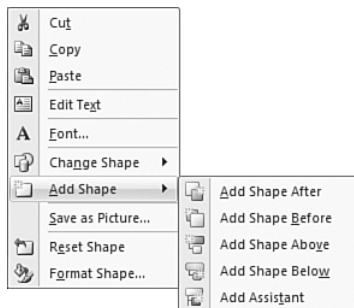 Cut
Copy
Paste
Edit Text
Font...
Change Shape
Add Shape
Save as Picture...
Reset Shape
Format Shape...
Add Shape After
Add Shape Before
Add Shape Above
Add Shape Below
Add Assistant